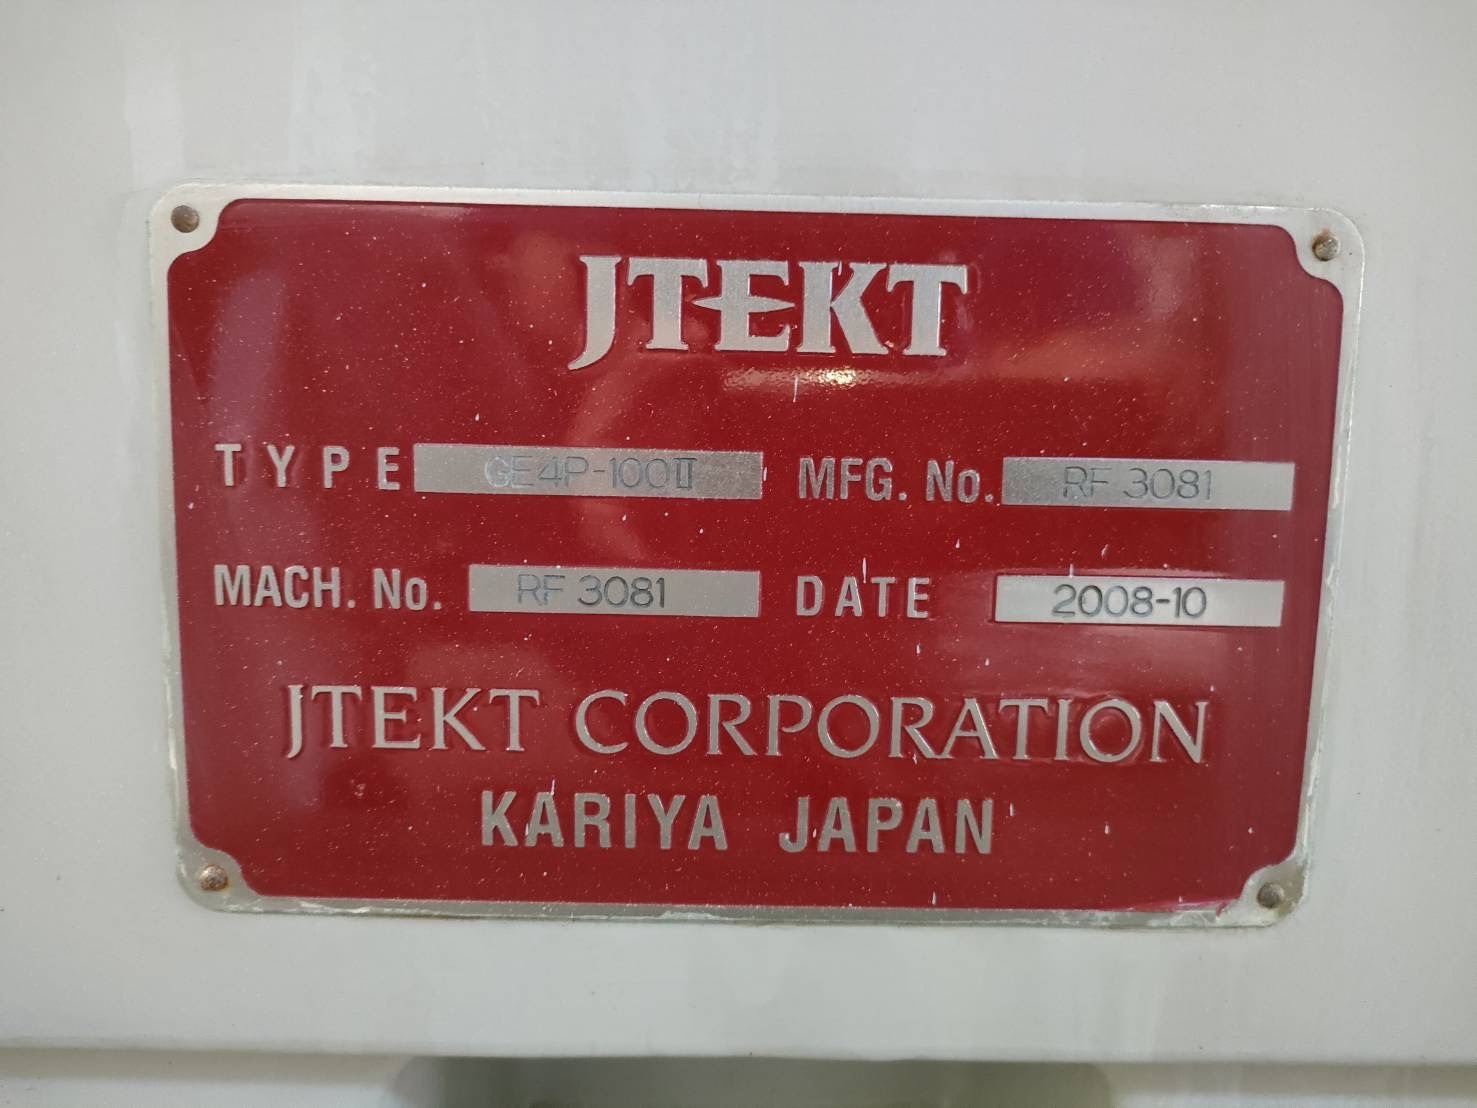 JTEKT
TYPE GE4P-100Ⅱ MFG. No. RF 3081
MACH. No. RF 3081 DATE 2008-10
JTEKT CORPORATION
KARIYA JAPAN